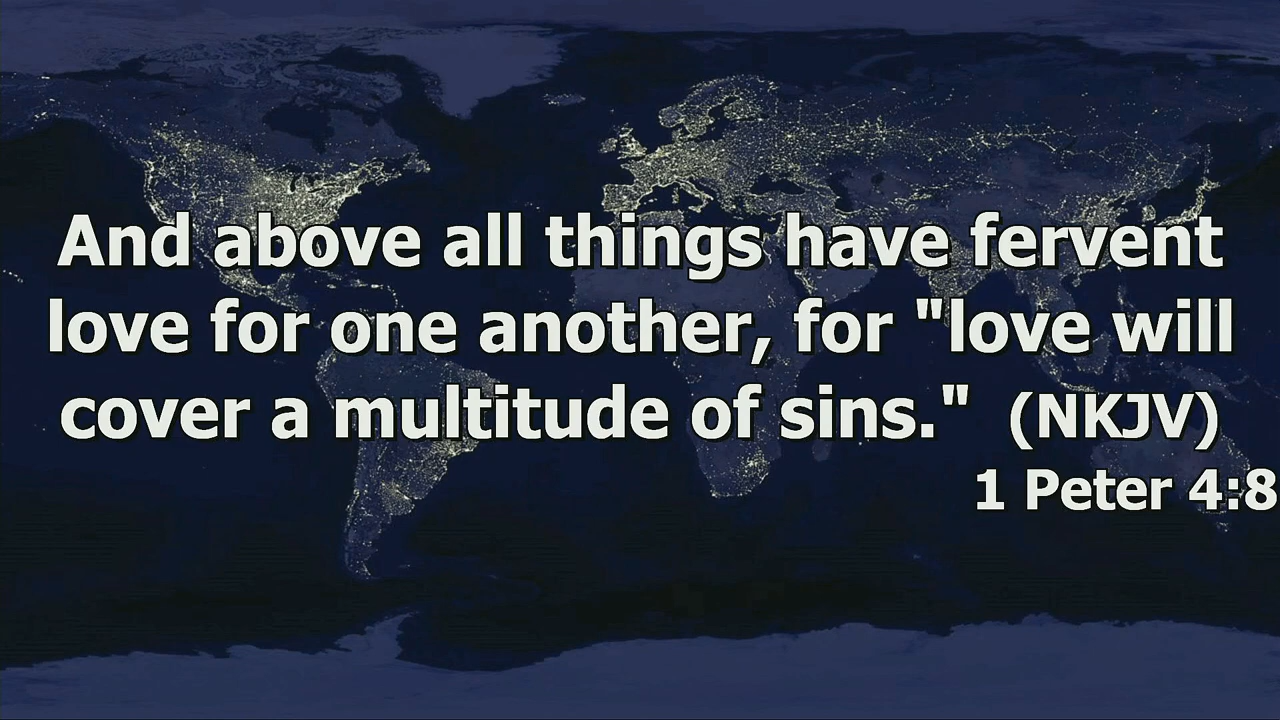 And above all things have fervent
love for one another, for "love will
cover a multitude of sins." (NKJV)
1 Peter 4:8